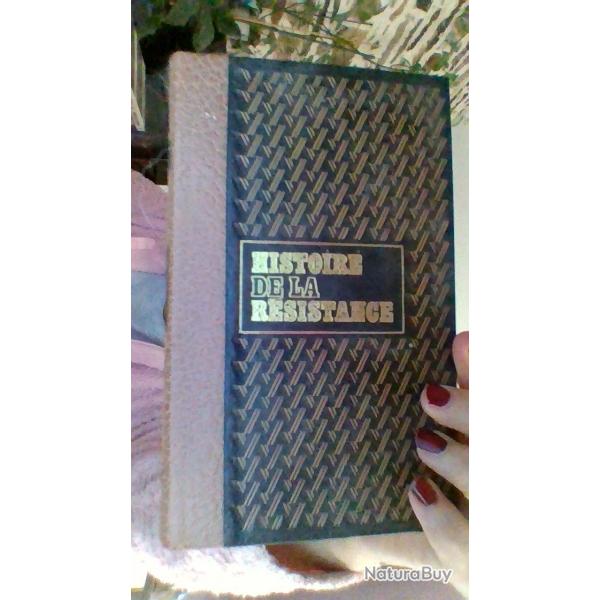 HISTOIRE
DE LA
RÉSISTANCE
NaturaBuy